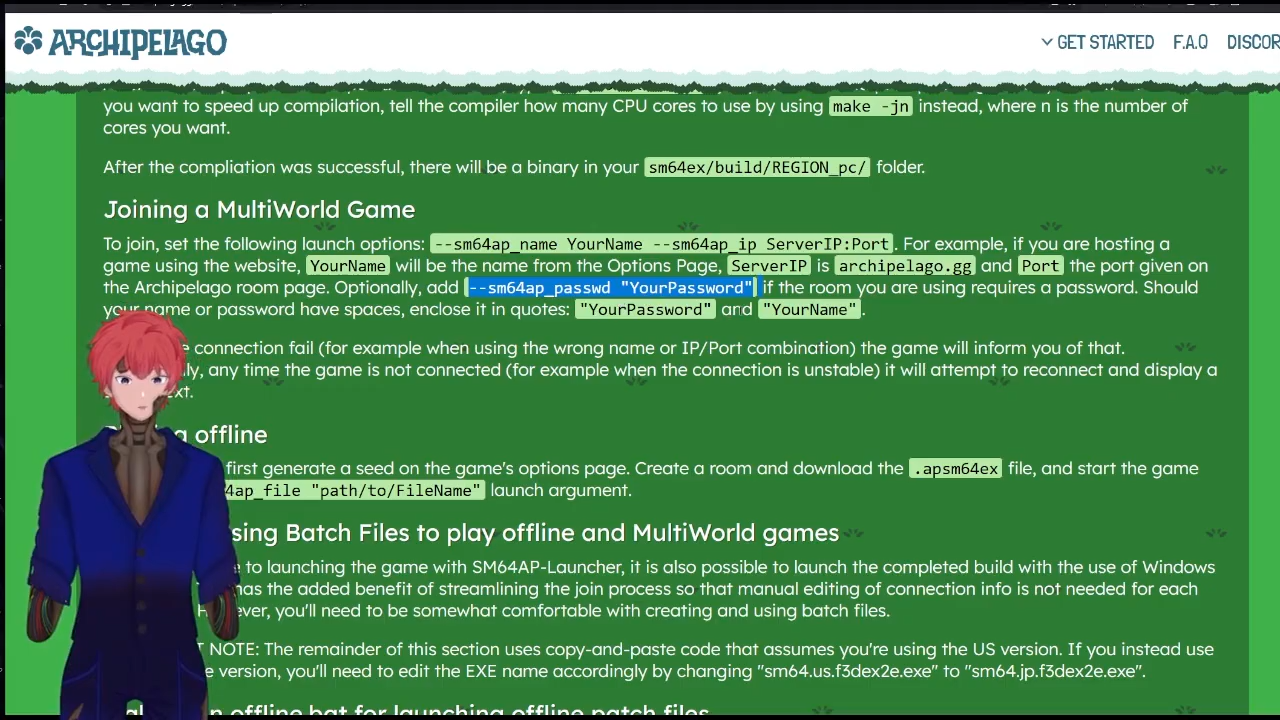 ARCHIPELAGO
GET STARTED F.A.Q DISCOR
you want to speed up compilation, tell the compiler how many CPU cores to use by using make -jn instead, where n is the number of
cores you want.
After the compliation was successful, there will be a binary in your sm64ex/build/REGION_pc/ folder.
Joining a MultiWorld Game
To join, set the following launch options: --sm64ap_name YourName --sm64ap_ip ServerIP:Port. For example, if you are hosting a
game using the website, YourName will be the name from the Options Page, ServerIP is archipelago.gg and Port the port given on
the Archipelago room page. Optionally, add --sm64ap_passwd "YourPassword" if the room you are using requires a password. Should
your name or password have spaces, enclose it in quotes: "YourPassword" and "YourName".
connection fail (for example when using the wrong name or IP/Port combination) the game will inform you of that.
any time the game is not connected (for example when the connection is unstable) it will attempt to reconnect and display a
offline
first generate a seed on the game's options page. Create a room and download the .apsm64ex file, and start the game
4ap_file "path/to/FileName" launch argument.
sing Batch Files to play offline and MultiWorld games
to launching the game with SM64AP-Launcher, it is also possible to launch the completed build with the use of Windows
has the added benefit of streamlining the join process so that manual editing of connection info is not needed for each
you'll need to be somewhat comfortable with creating and using batch files.
NOTE: The remainder of this section uses copy-and-paste code that assumes you're using the US version. If you instead use
version, you'll need to edit the EXE name accordingly by changing "sm64.us.f3dex2e.exe" to "sm64.jp.f3dex2e.exe".
offline bat for launching offline patch files